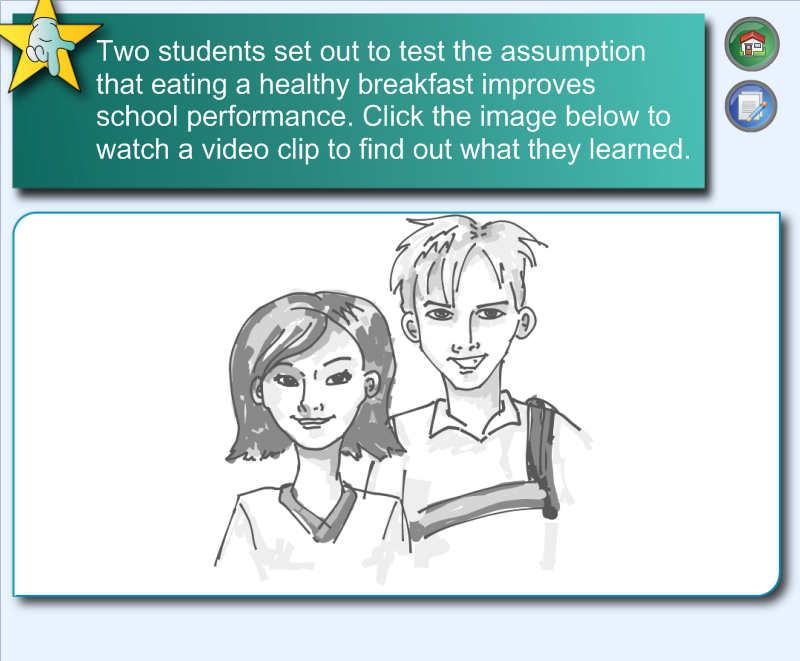 Two students set out to test the assumption
that eating a healthy breakfast improves
school performance. Click the image below to
watch a video clip to find out what they learned.